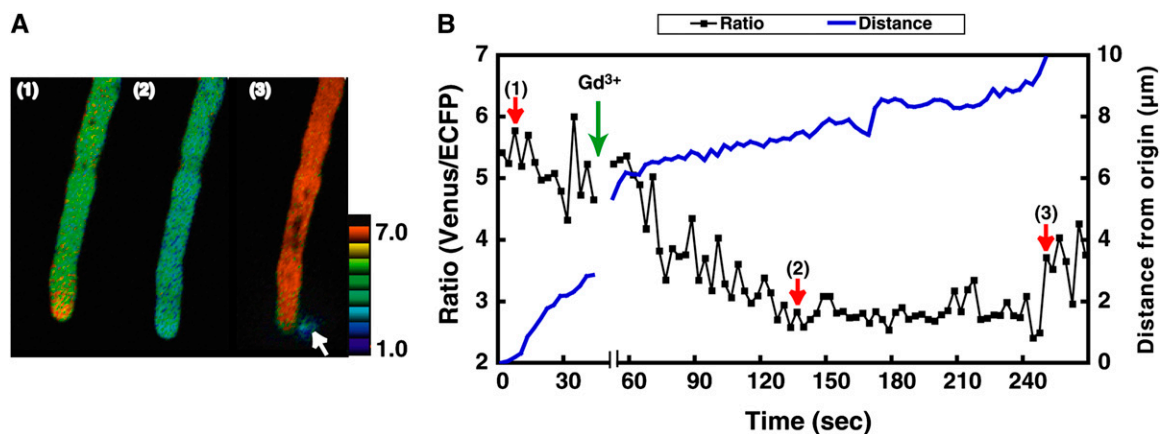 A
(1)
(2)
(3)
7.0
1.0
B
Ratio
Distance
7
6
5
4
3
2
Ratio (Venus/ECFP)
(1)
Gd³⁺
(2)
(3)
10
8
6
4
2
0
Distance from origin (μm)
0 30 60 90 120 150 180 210 240
Time (sec)